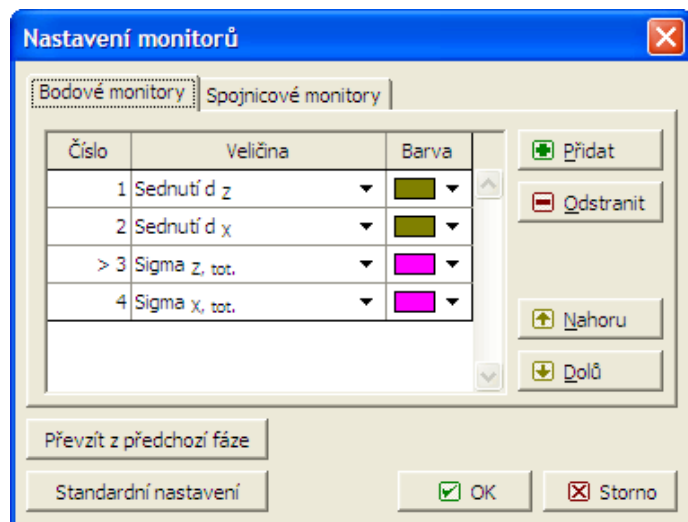 Nastavení monitorů
Bodové monitory Spojnicové monitory
Číslo Veličina Barva
1 Sednutí d Z
2 Sednutí d X
> 3 Sigma Z, tot.
4 Sigma X, tot.
Přidat
Odstranit
Nahoru
Dolů
Převzít z předchozí fáze
Standardní nastavení OK Storno